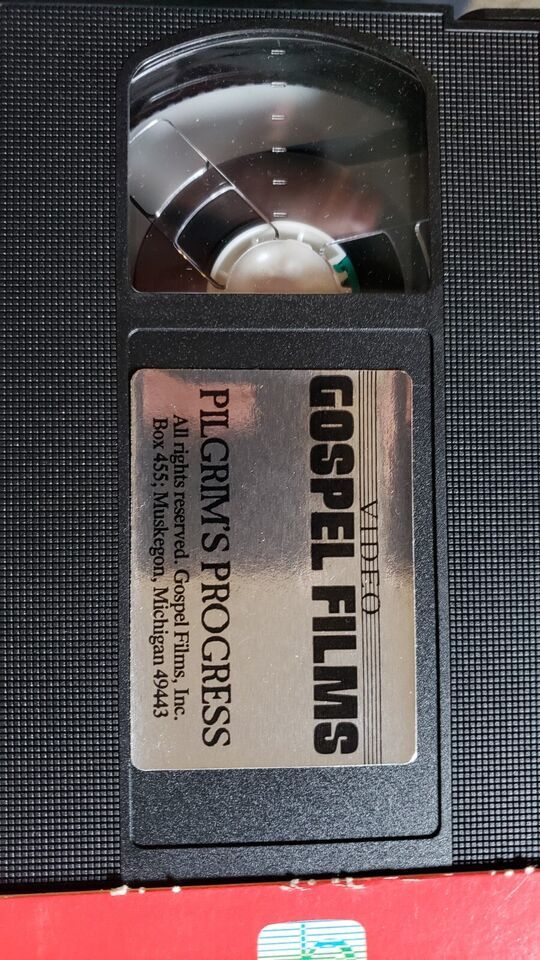 VIDEO
GOSPEL FILMS
PILGRIM'S PROGRESS
All rights reserved. Gospel Films, Inc.
Box 455; Muskegon, Michigan 49443